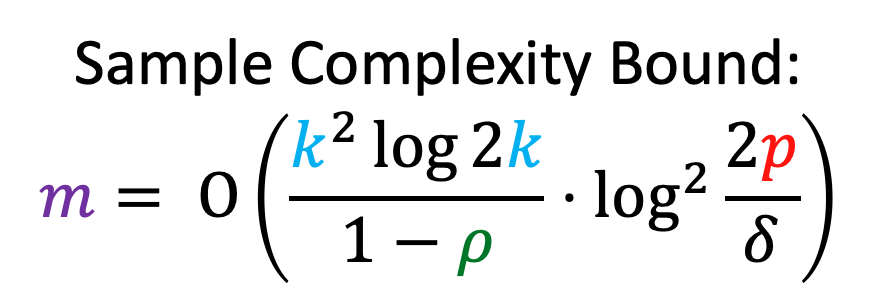 Sample Complexity Bound:
m = O(k² log 2k / 1 − ρ · log² 2p / δ)